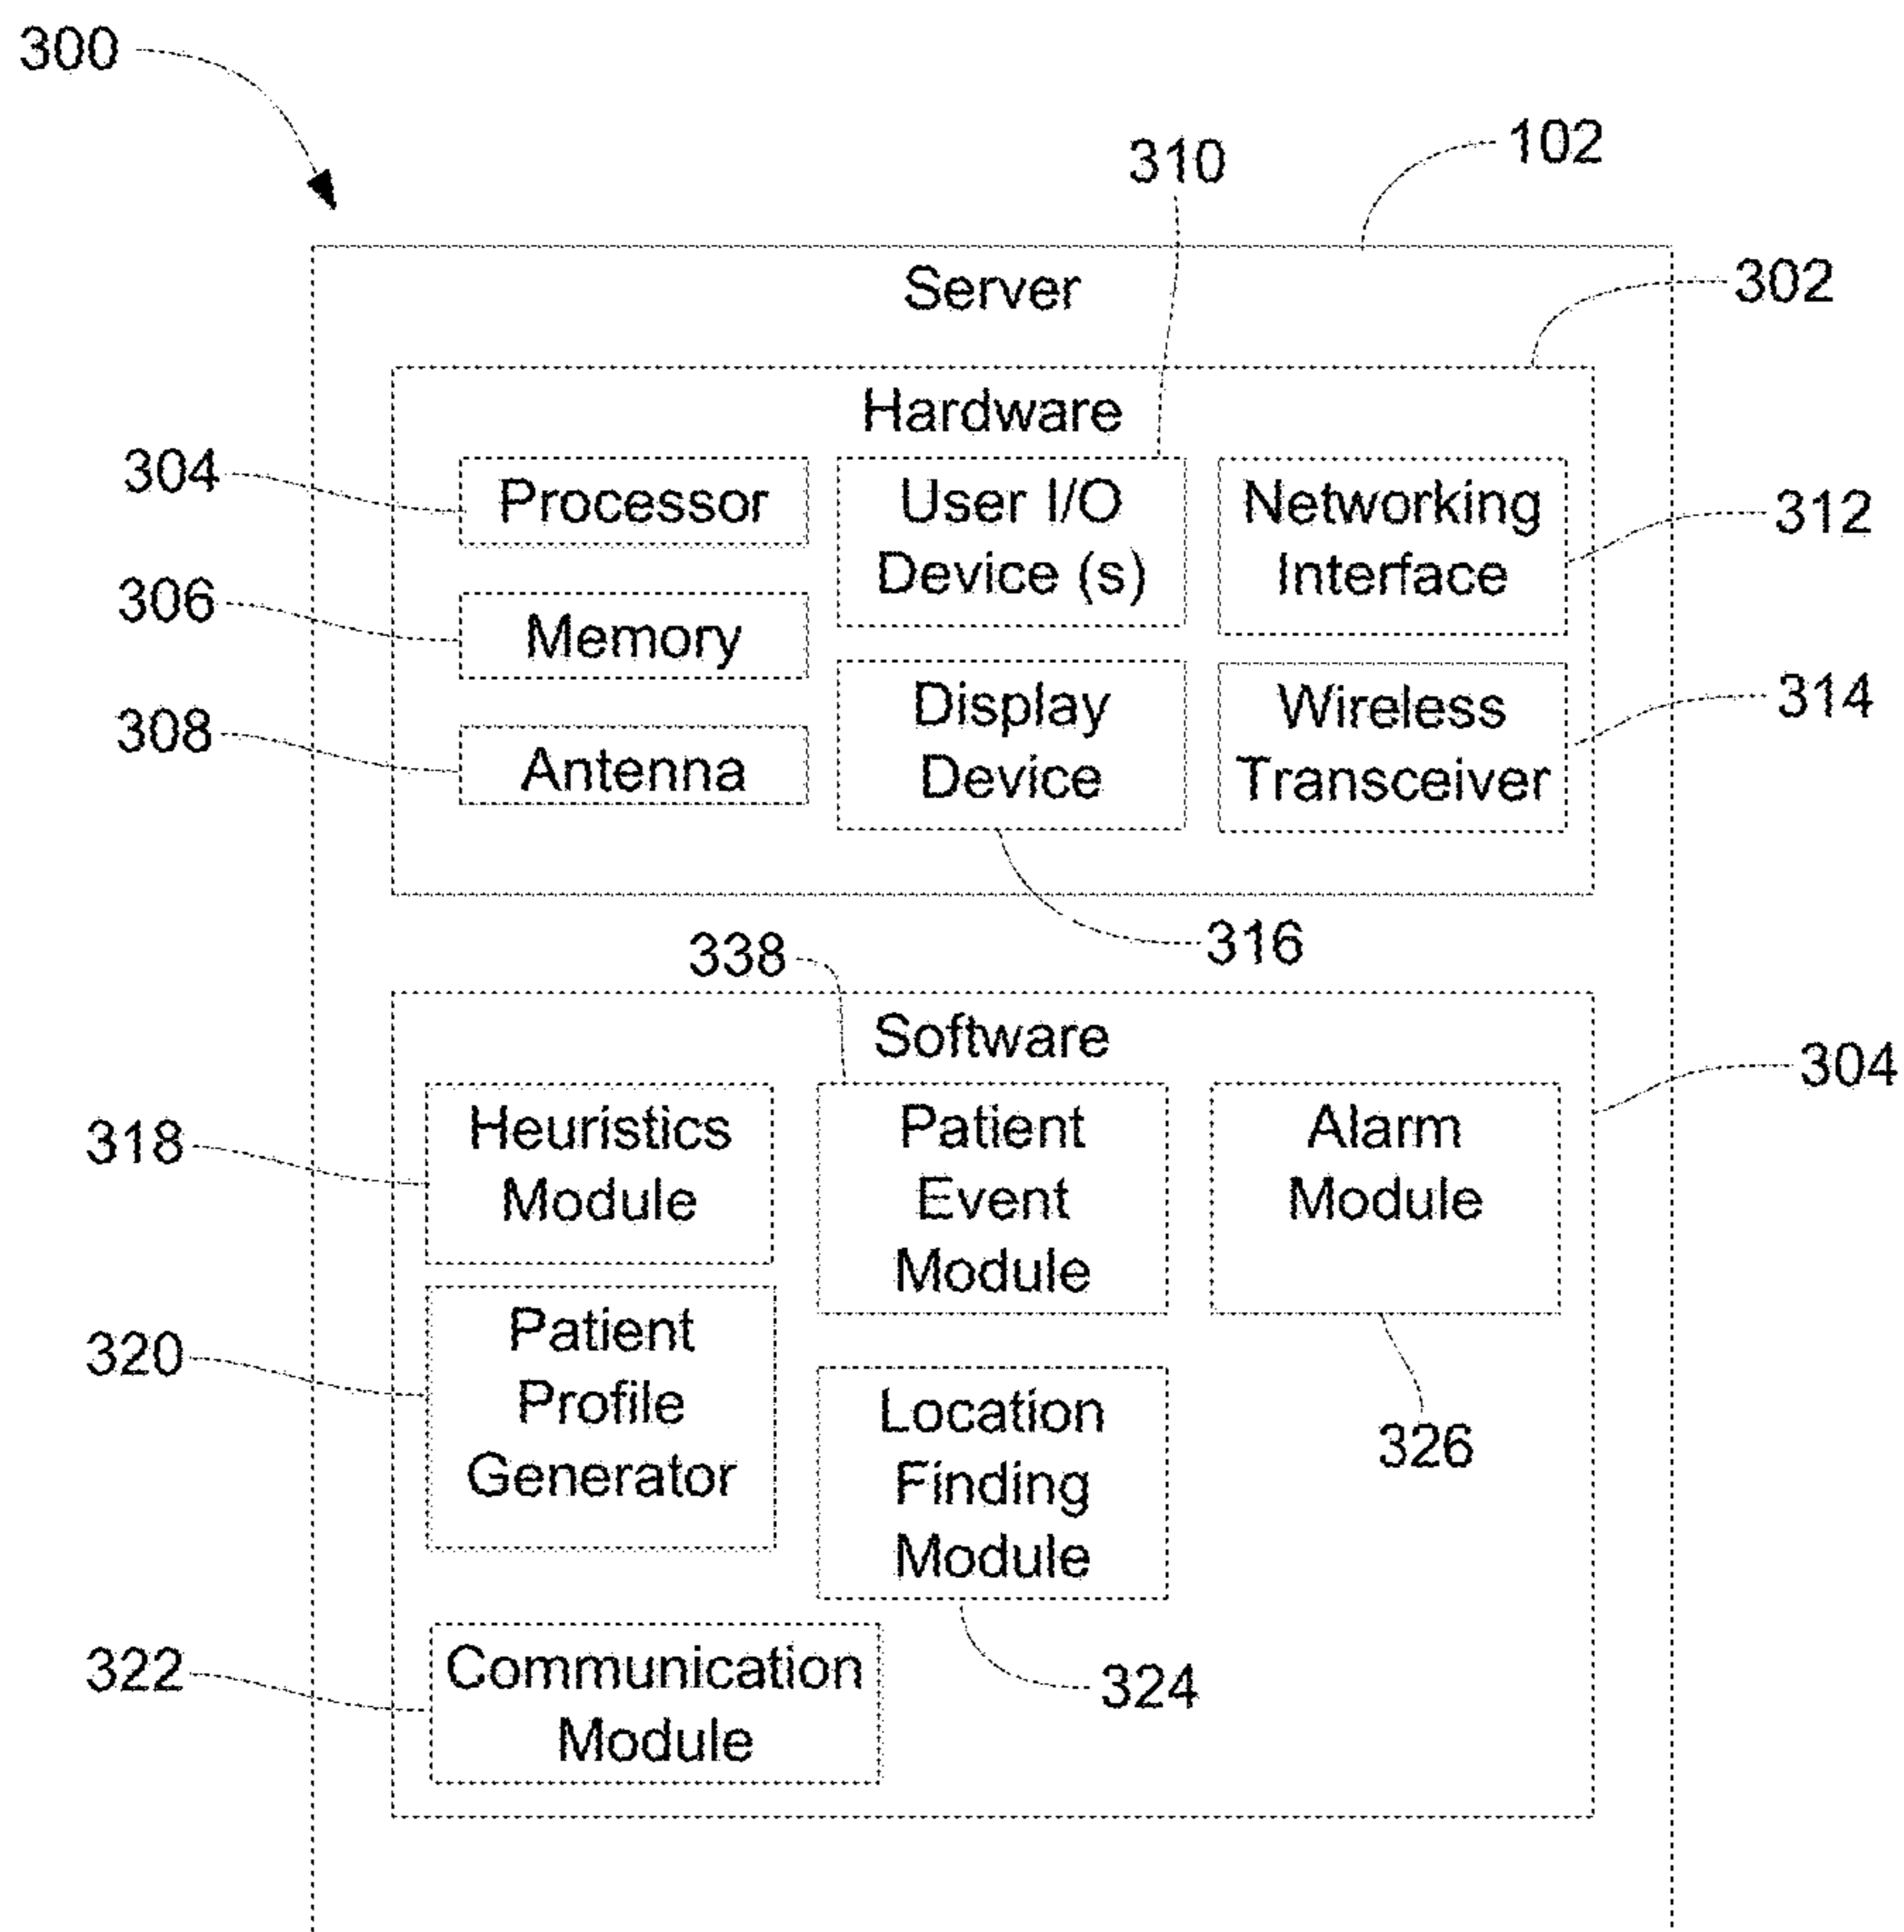 300
102
310
Server
302
Hardware
304
Processor
User I/O
Device (s)
Networking
Interface
312
306
Memory
308
Antenna
Display
Device
Wireless
Transceiver
314
316
338
Software
304
318
Heuristics
Module
Patient
Event
Module
Alarm
Module
320
Patient
Profile
Generator
Location
Finding
Module
326
322
Communication
Module
324